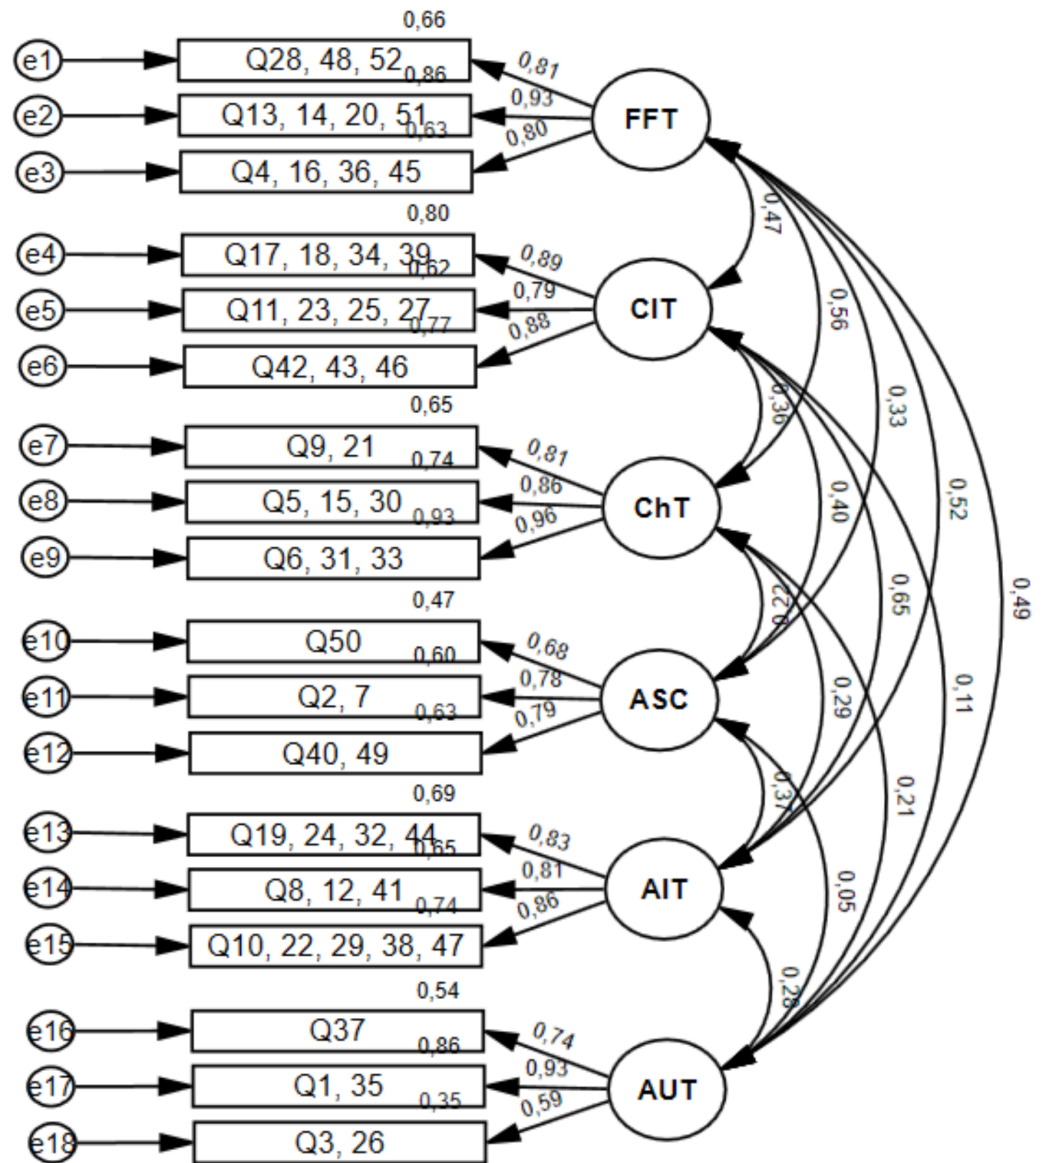 0,66
e1 Q28, 48, 52 0,81
0,86
e2 Q13, 14, 20, 51 0,93 FFT
0,63
e3 Q4, 16, 36, 45 0,80
0,47
0,80
e4 Q17, 18, 34, 39 0,89
0,62
e5 Q11, 23, 25, 27 0,79 CIT
0,56
0,77
e6 Q42, 43, 46 0,88
0,36
0,33
0,65
e7 Q9, 21 0,81
0,74
e8 Q5, 15, 30 0,86 ChT
0,40
0,52
0,93
e9 Q6, 31, 33 0,96
0,22
0,65
0,49
0,47
e10 Q50 0,68
0,60
e11 Q2, 7 0,78 ASC
0,29
0,11
0,63
e12 Q40, 49 0,79
0,37
0,21
0,69
e13 Q19, 24, 32, 44 0,83
0,65
e14 Q8, 12, 41 0,81 AIT
0,05
0,74
e15 Q10, 22, 29, 38, 47 0,86
0,28
0,54
e16 Q37 0,74
0,86
e17 Q1, 35 0,93 AUT
0,35
e18 Q3, 26 0,59